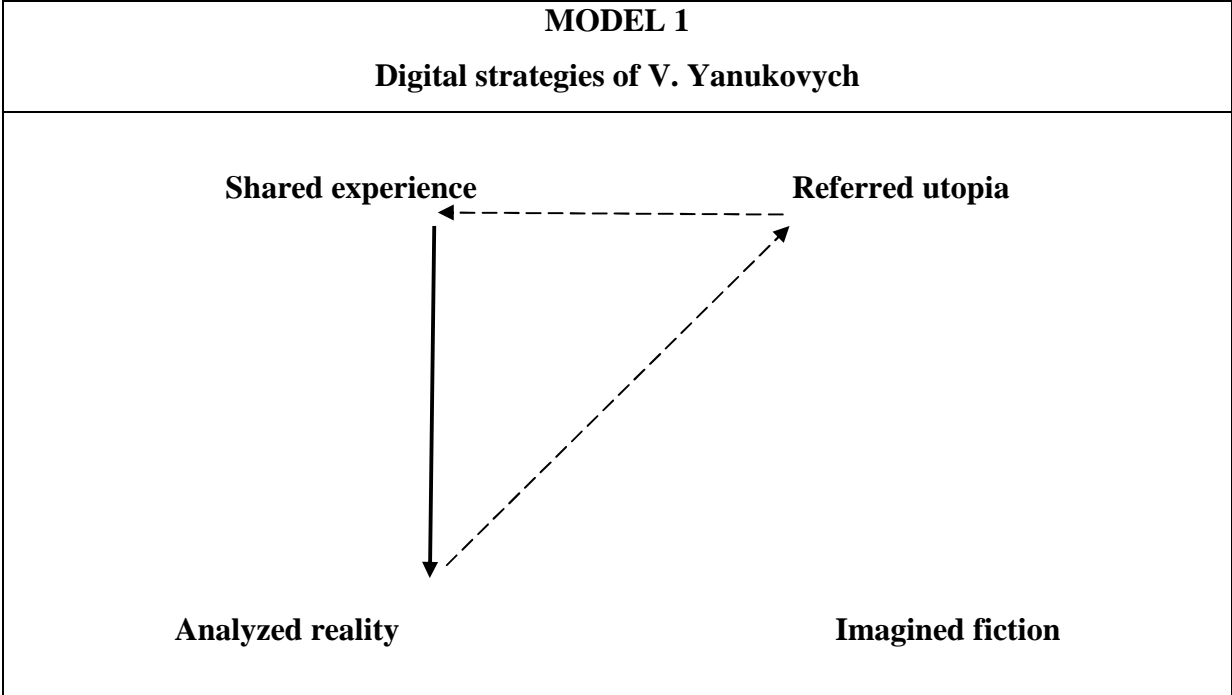 MODEL 1
Digital strategies of V. Yanukovych
Shared experience
Referred utopia
Analyzed reality
Imagined fiction